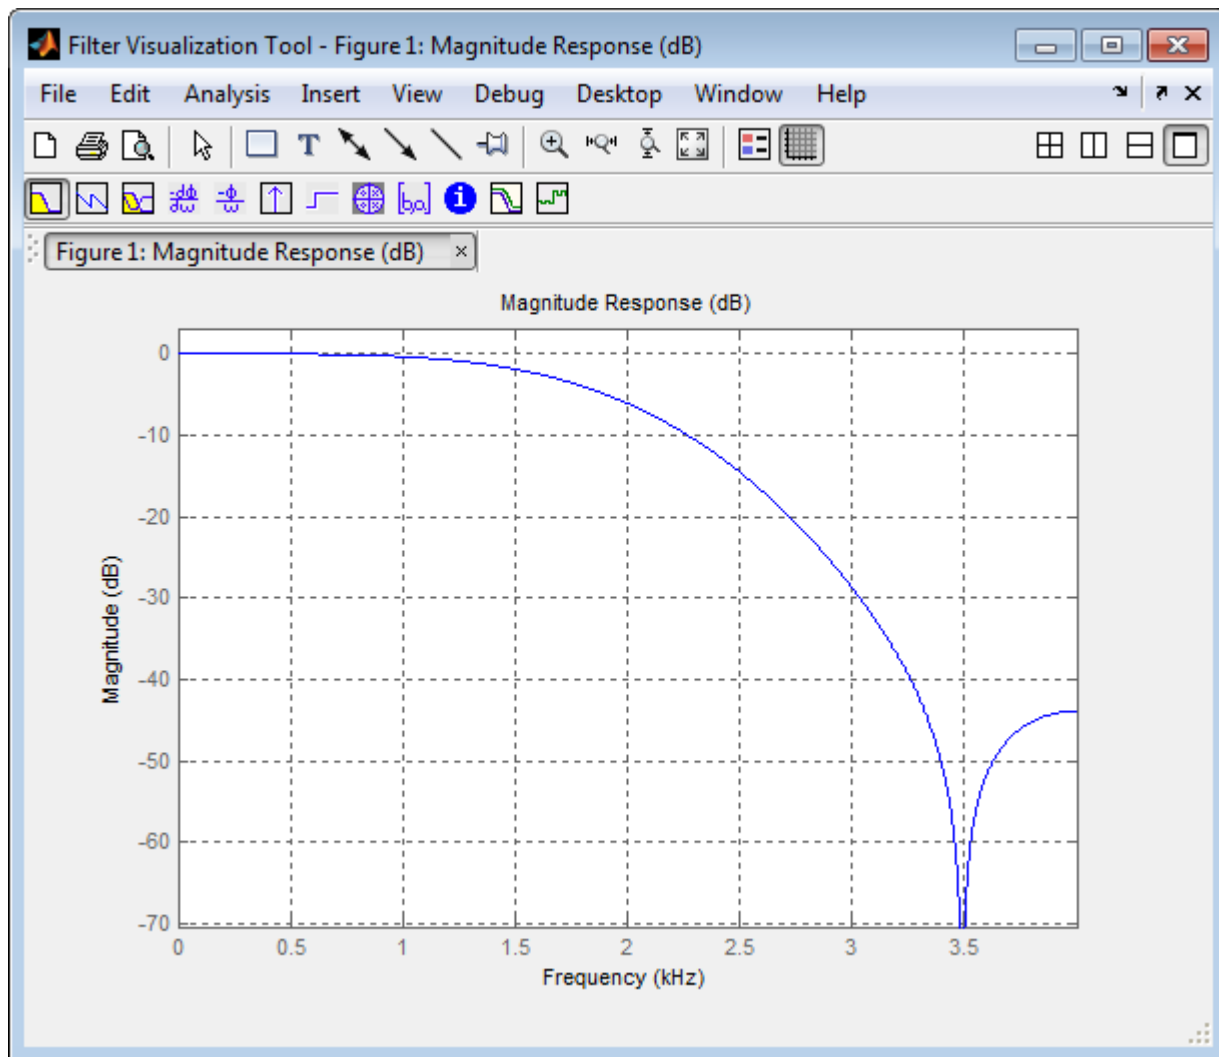 Filter Visualization Tool - Figure 1: Magnitude Response (dB)
File Edit Analysis Insert View Debug Desktop Window Help
Figure 1: Magnitude Response (dB)
Magnitude Response (dB)
0
-10
-20
-30
-40
-50
-60
-70
Magnitude (dB)
0 0.5 1 1.5 2 2.5 3 3.5
Frequency (kHz)